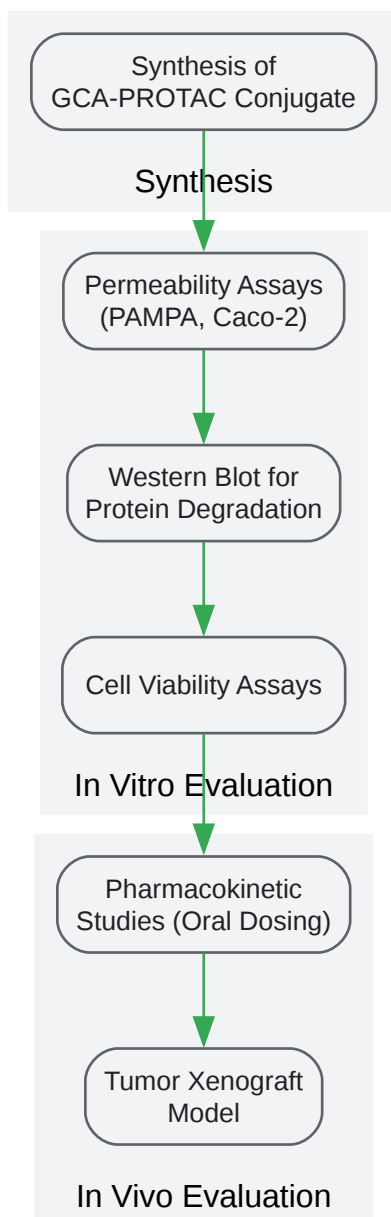 Synthesis of
GCA-PROTAC Conjugate
Synthesis
Permeability Assays
(PAMPA, Caco-2)
Western Blot for
Protein Degradation
Cell Viability Assays
In Vitro Evaluation
Pharmacokinetic
Studies (Oral Dosing)
Tumor Xenograft
Model
In Vivo Evaluation